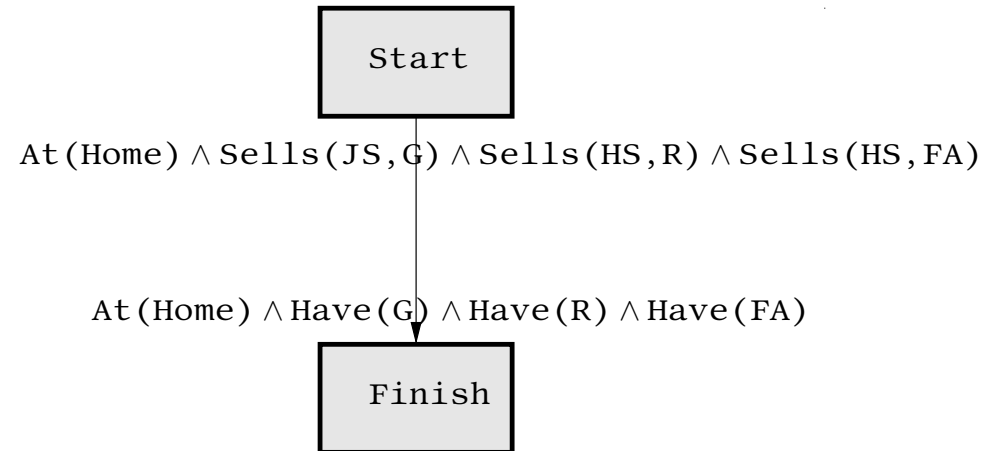 Start
At(Home) ∧ Sells(JS,G) ∧ Sells(HS,R) ∧ Sells(HS,FA)
At(Home) ∧ Have(G) ∧ Have(R) ∧ Have(FA)
Finish